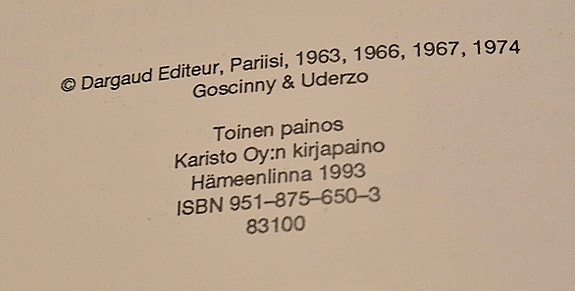 © Dargaud Editeur, Pariisi, 1963, 1966, 1967, 1974
Goscinny & Uderzo
Toinen painos
Karisto Oy:n kirjapaino
Hämeenlinna 1993
ISBN 951–875–650–3
83100